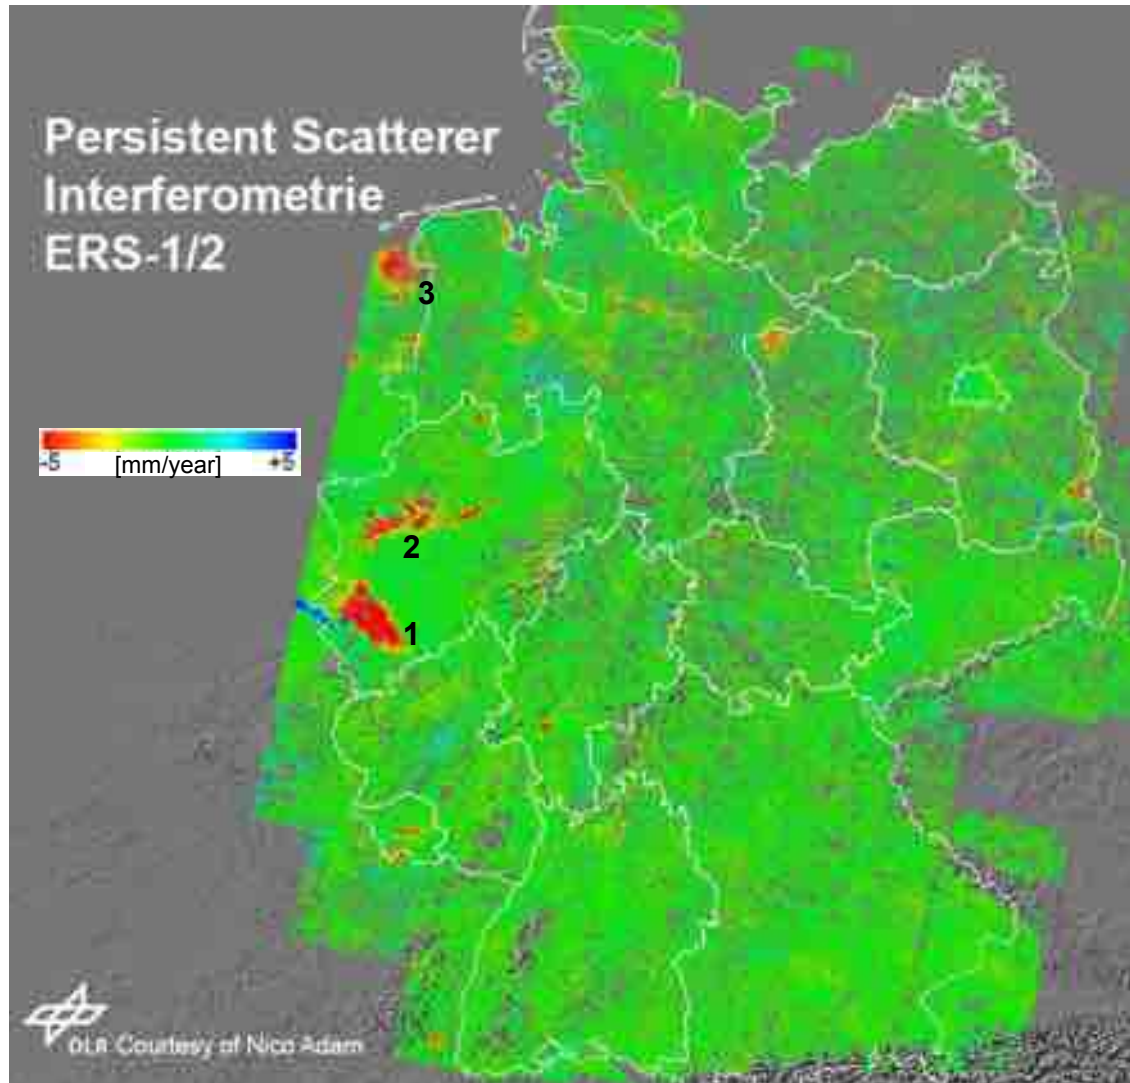 Persistent Scatterer
Interferometrie
ERS-1/2
3
-5 [mm/year] +5
2
1
DLR Courtesy of Nico Adam